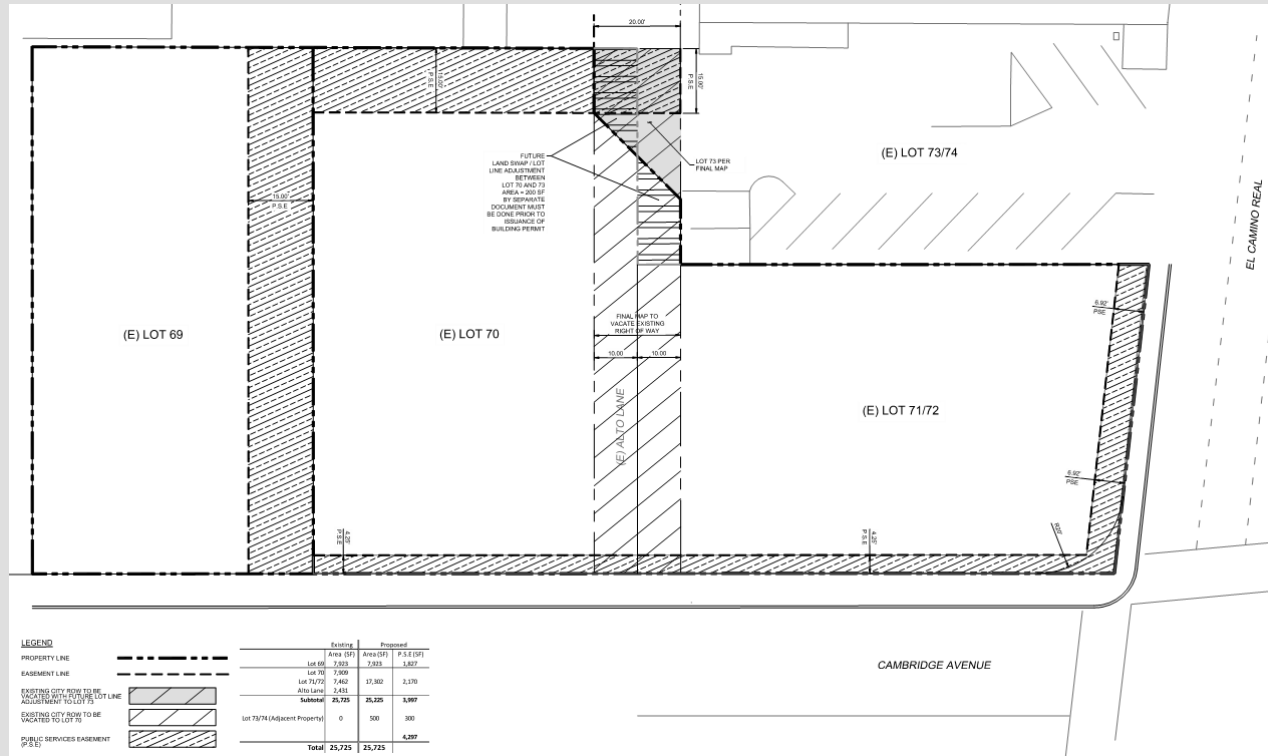 20.00'
15.00'
P.S.E
15.00'
P.S.E
FUTURE
LAND SWAP / LOT
LINE ADJUSTMENT
BETWEEN
LOT 70 AND 73
AREA = 200 SF
BY SEPARATE
DOCUMENT MUST
BE DONE PRIOR TO
ISSUANCE OF
BUILDING PERMIT
LOT 73 PER
FINAL MAP
(E) LOT 73/74
EL CAMINO REAL
15.00'
P.S.E
(E) LOT 69
(E) LOT 70
FINAL MAP TO
VACATE EXISTING
RIGHT OF WAY
10.00 10.00
(E) ALTO LANE
6.92'
PSE
(E) LOT 71/72
6.92'
PSE
4.25'
P.S.E
4.25'
P.S.E
R20'
CAMBRIDGE AVENUE
LEGEND
PROPERTY LINE
EASEMENT LINE
EXISTING CITY ROW TO BE
VACATED WITH FUTURE LOT LINE
ADJUSTMENT TO LOT 73
EXISTING CITY ROW TO BE
VACATED TO LOT 70
PUBLIC SERVICES EASEMENT
(P.S.E)
Existing Proposed
Area (SF) Area (SF) P.S.E (SF)
Lot 69 7,923 7,923 1,827
Lot 70 7,909
Lot 71/72 7,462 17,302 2,170
Alto Lane 2,431
Subtotal 25,725 25,225 3,997
Lot 73/74 (Adjacent Property) 0 500 300
4,297
Total 25,725 25,725